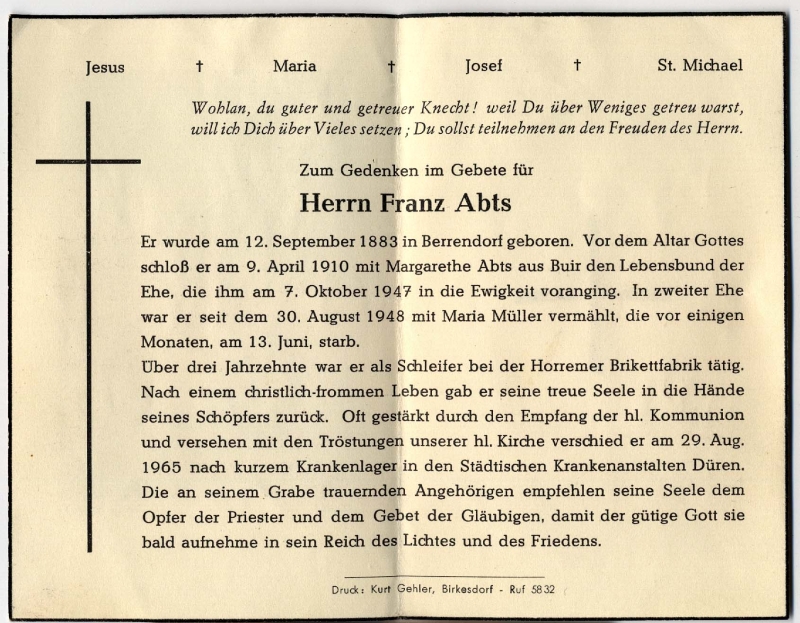 Jesus † Maria † Josef † St. Michael
Wohlan, du guter und getreuer Knecht! weil Du über Weniges getreu warst,
will ich Dich über Vieles setzen; Du sollst teilnehmen an den Freuden des Herrn.
Zum Gedenken im Gebete für
Herrn Franz Abts
Er wurde am 12. September 1883 in Berrendorf geboren. Vor dem Altar Gottes
schloß er am 9. April 1910 mit Margarethe Abts aus Buir den Lebensbund der
Ehe, die ihm am 7. Oktober 1947 in die Ewigkeit voranging. In zweiter Ehe
war er seit dem 30. August 1948 mit Maria Müller vermählt, die vor einigen
Monaten, am 13. Juni, starb.
Über drei Jahrzehnte war er als Schleifer bei der Horremer Brikettfabrik tätig.
Nach einem christlich-frommen Leben gab er seine treue Seele in die Hände
seines Schöpfers zurück. Oft gestärkt durch den Empfang der hl. Kommunion
und versehen mit den Tröstungen unserer hl. Kirche verschied er am 29. Aug.
1965 nach kurzem Krankenlager in den Städtischen Krankenanstalten Düren.
Die an seinem Grabe trauernden Angehörigen empfehlen seine Seele dem
Opfer der Priester und dem Gebet der Gläubigen, damit der gütige Gott sie
bald aufnehme in sein Reich des Lichtes und des Friedens.
Druck: Kurt Gehler, Birkesdorf - Ruf 5832